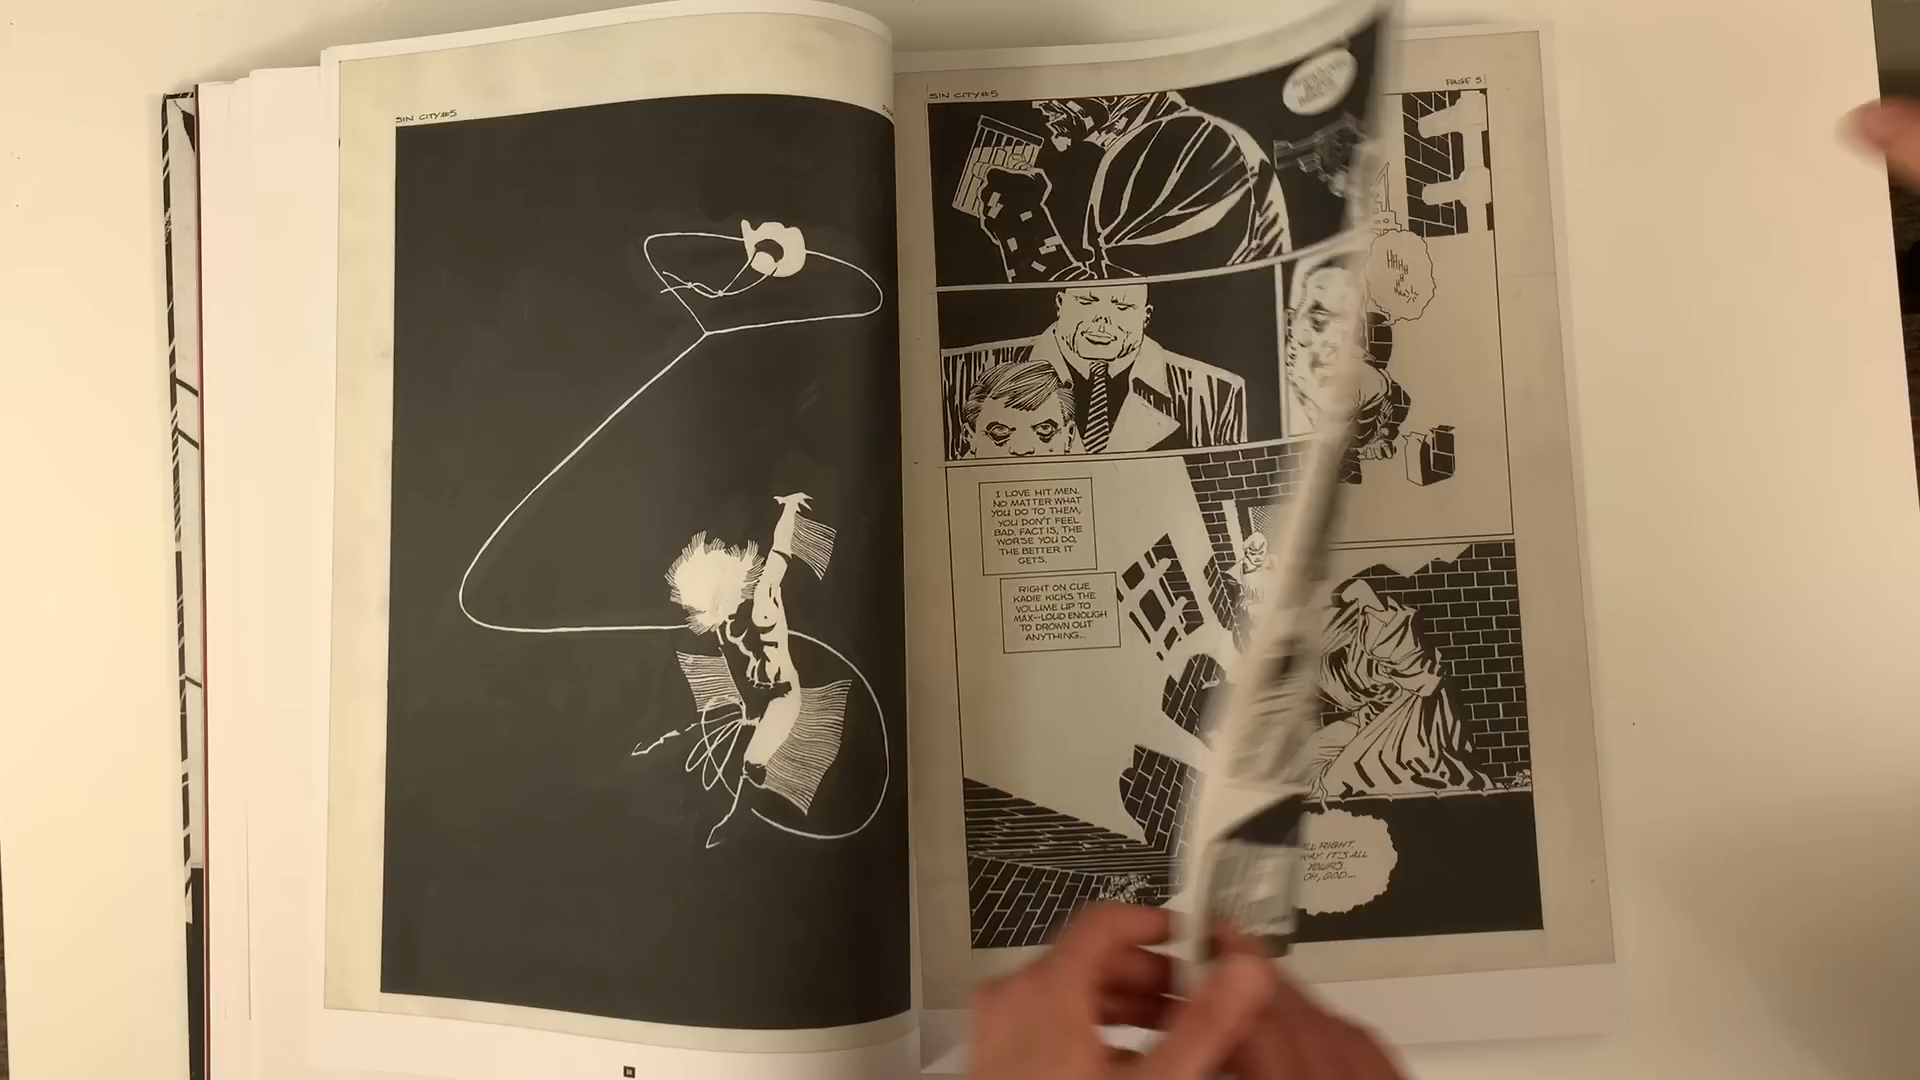 SIN CITY#5
SIN CITY#5
PAGE 5
HHHH
I LOVE HIT MEN.
NO MATTER WHAT
YOU DO TO THEM,
YOU DON'T FEEL
BAD. FACT IS, THE
WORSE YOU DO,
THE BETTER IT
GETS.
RIGHT ON CUE
KADIE KICKS THE
VOLUME UP TO
MAX--LOUD ENOUGH
TO DROWN OUT
ANYTHING...
ALL RIGHT.
IT'S ALL
YOURS.
OH, GOD...